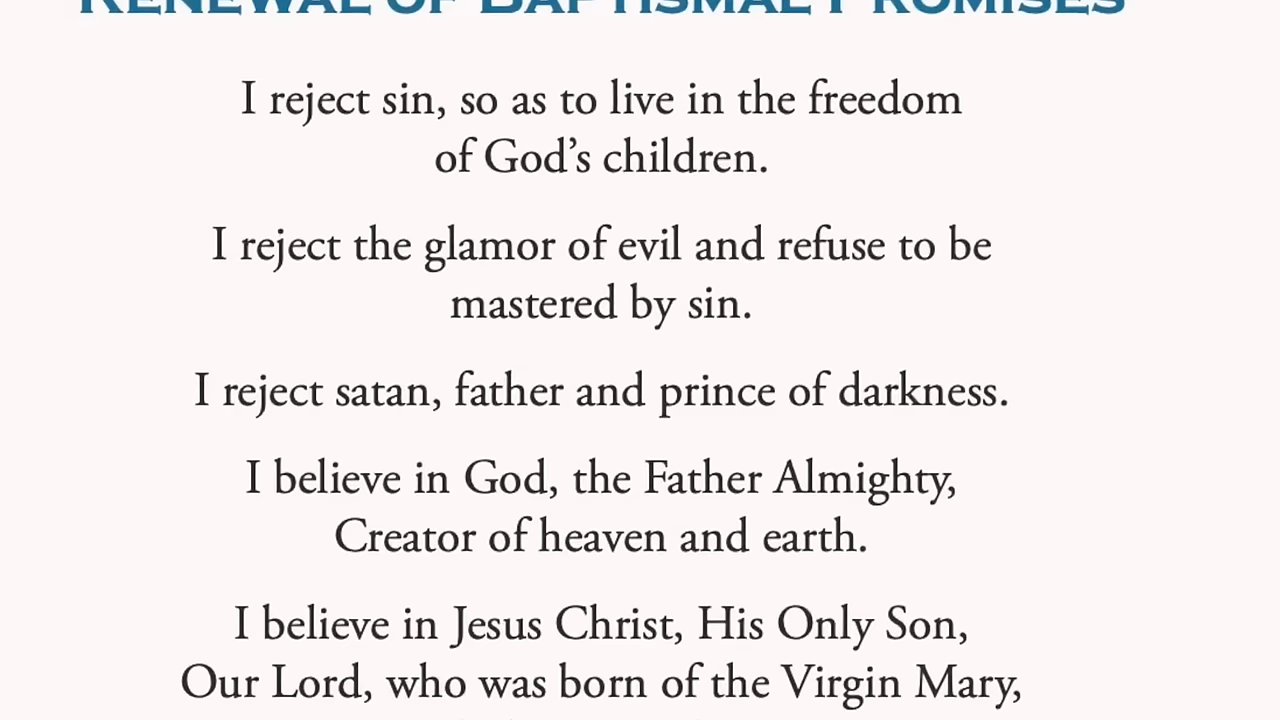 RENEWAL OF BAPTISMAL PROMISES
I reject sin, so as to live in the freedom
of God’s children.
I reject the glamor of evil and refuse to be
mastered by sin.
I reject satan, father and prince of darkness.
I believe in God, the Father Almighty,
Creator of heaven and earth.
I believe in Jesus Christ, His Only Son,
Our Lord, who was born of the Virgin Mary,